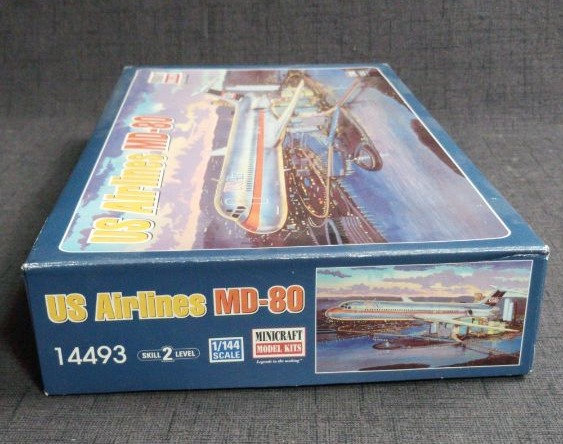 US Airlines MD-80
US Airlines MD-80
14493
SKILL 2 LEVEL
1/144
SCALE
MINICRAFT
MODEL KITS